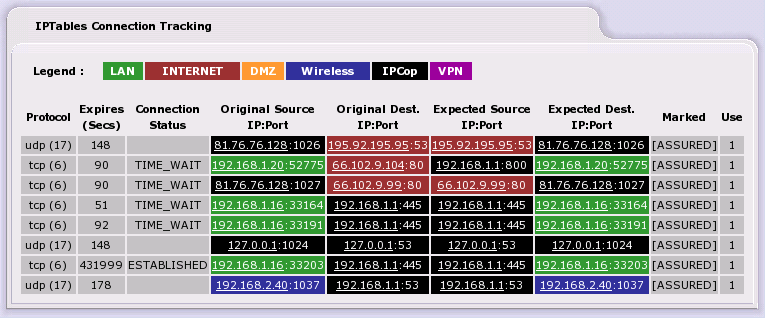 IPTables Connection Tracking
Legend : LAN INTERNET DMZ Wireless IPCop VPN
Protocol Expires (Secs) Connection Status Original Source IP:Port Original Dest. IP:Port Expected Source IP:Port Expected Dest. IP:Port Marked Use
udp (17) 148 81.76.76.128:1026 195.92.195.95:53 195.92.195.95:53 81.76.76.128:1026 [ASSURED] 1
tcp (6) 90 TIME_WAIT 192.168.1.20:52775 66.102.9.104:80 192.168.1.1:800 192.168.1.20:52775 [ASSURED] 1
tcp (6) 90 TIME_WAIT 81.76.76.128:1027 66.102.9.99:80 66.102.9.99:80 81.76.76.128:1027 [ASSURED] 1
tcp (6) 51 TIME_WAIT 192.168.1.16:33164 192.168.1.1:445 192.168.1.1:445 192.168.1.16:33164 [ASSURED] 1
tcp (6) 92 TIME_WAIT 192.168.1.16:33191 192.168.1.1:445 192.168.1.1:445 192.168.1.16:33191 [ASSURED] 1
udp (17) 148 127.0.0.1:1024 127.0.0.1:53 127.0.0.1:53 127.0.0.1:1024 [ASSURED] 1
tcp (6) 431999 ESTABLISHED 192.168.1.16:33203 192.168.1.1:445 192.168.1.1:445 192.168.1.16:33203 [ASSURED] 1
udp (17) 178 192.168.2.40:1037 192.168.1.1:53 192.168.1.1:53 192.168.2.40:1037 [ASSURED] 1